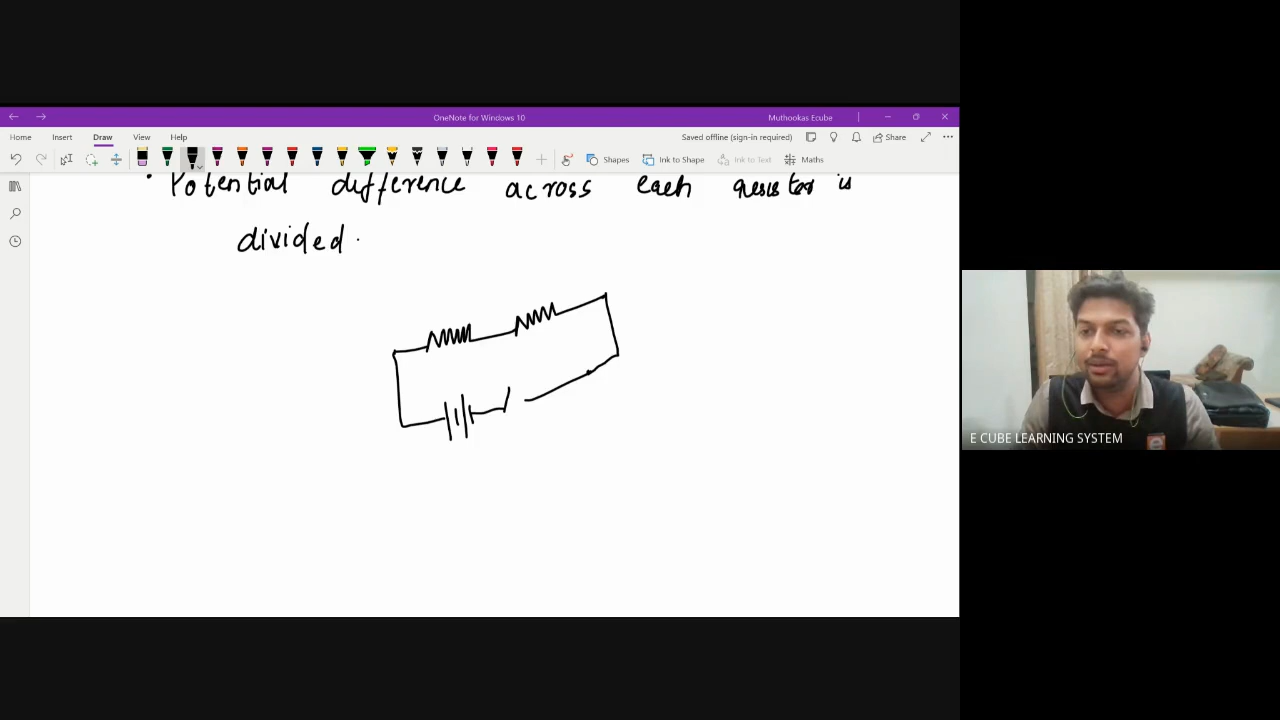 OneNote for Windows 10
Muthookas Ecube
Home Insert Draw View Help
Saved offline (sign-in required)
Share
Shapes
Ink to Shape
Ink to Text
Maths
Potential difference across each resistor is
divided.
E CUBE LEARNING SYSTEM